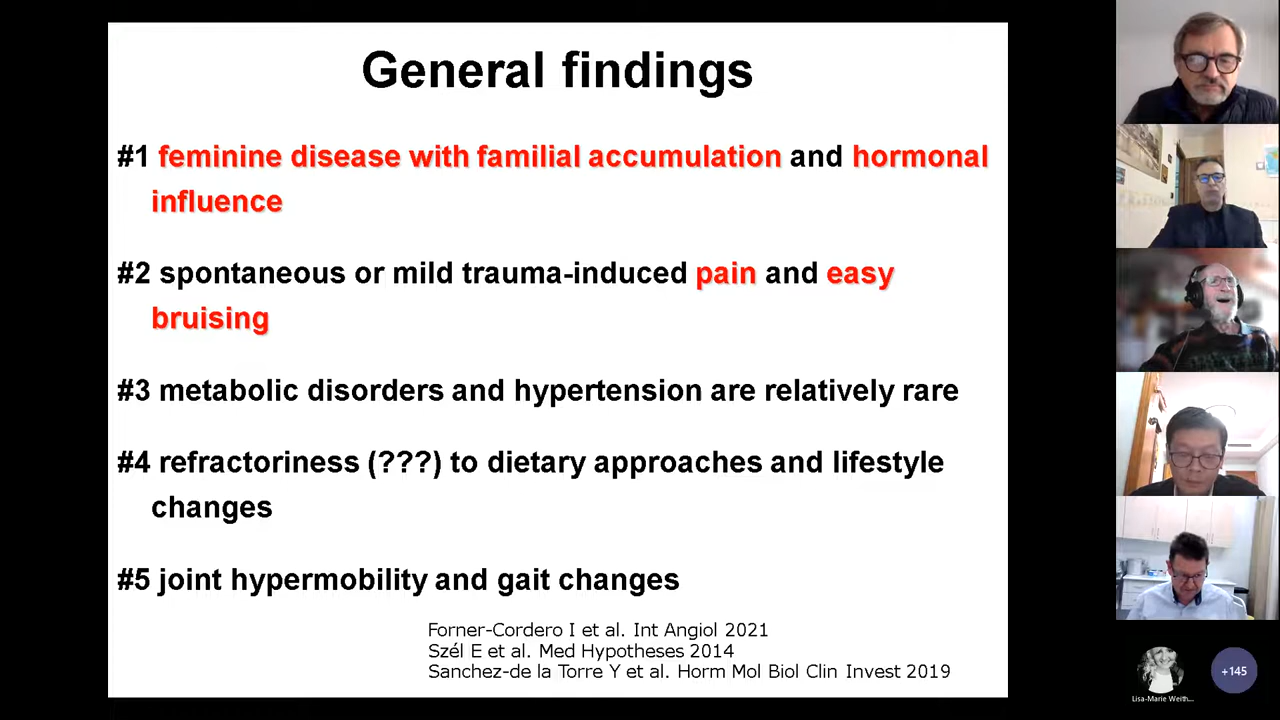 General findings
#1 feminine disease with familial accumulation and hormonal
influence
#2 spontaneous or mild trauma-induced pain and easy
bruising
#3 metabolic disorders and hypertension are relatively rare
#4 refractoriness (???) to dietary approaches and lifestyle
changes
#5 joint hypermobility and gait changes
Forner-Cordero I et al. Int Angiol 2021
Szél E et al. Med Hypotheses 2014
Sanchez-de la Torre Y et al. Horm Mol Biol Clin Invest 2019
Lisa-Marie Weith...
+145